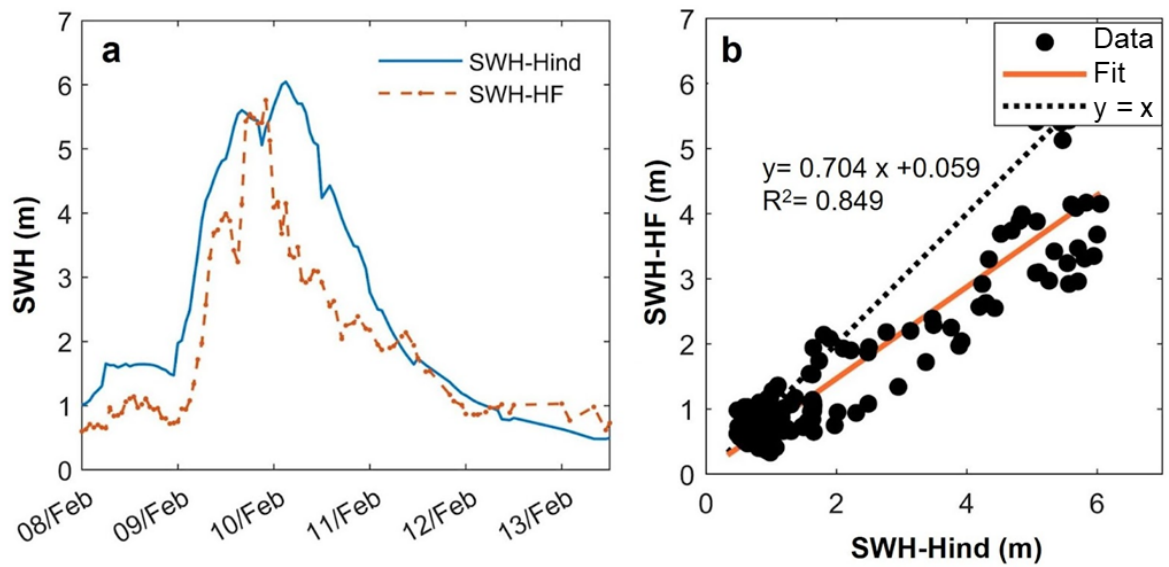 a
SWH-Hind
SWH-HF
SWH (m)
7
6
5
4
3
2
1
0
08/Feb
09/Feb
10/Feb
11/Feb
12/Feb
13/Feb
b
Data
Fit
y = x
y= 0.704 x +0.059
R²= 0.849
SWH-HF (m)
7
6
5
4
3
2
1
0
0 2 4 6
SWH-Hind (m)